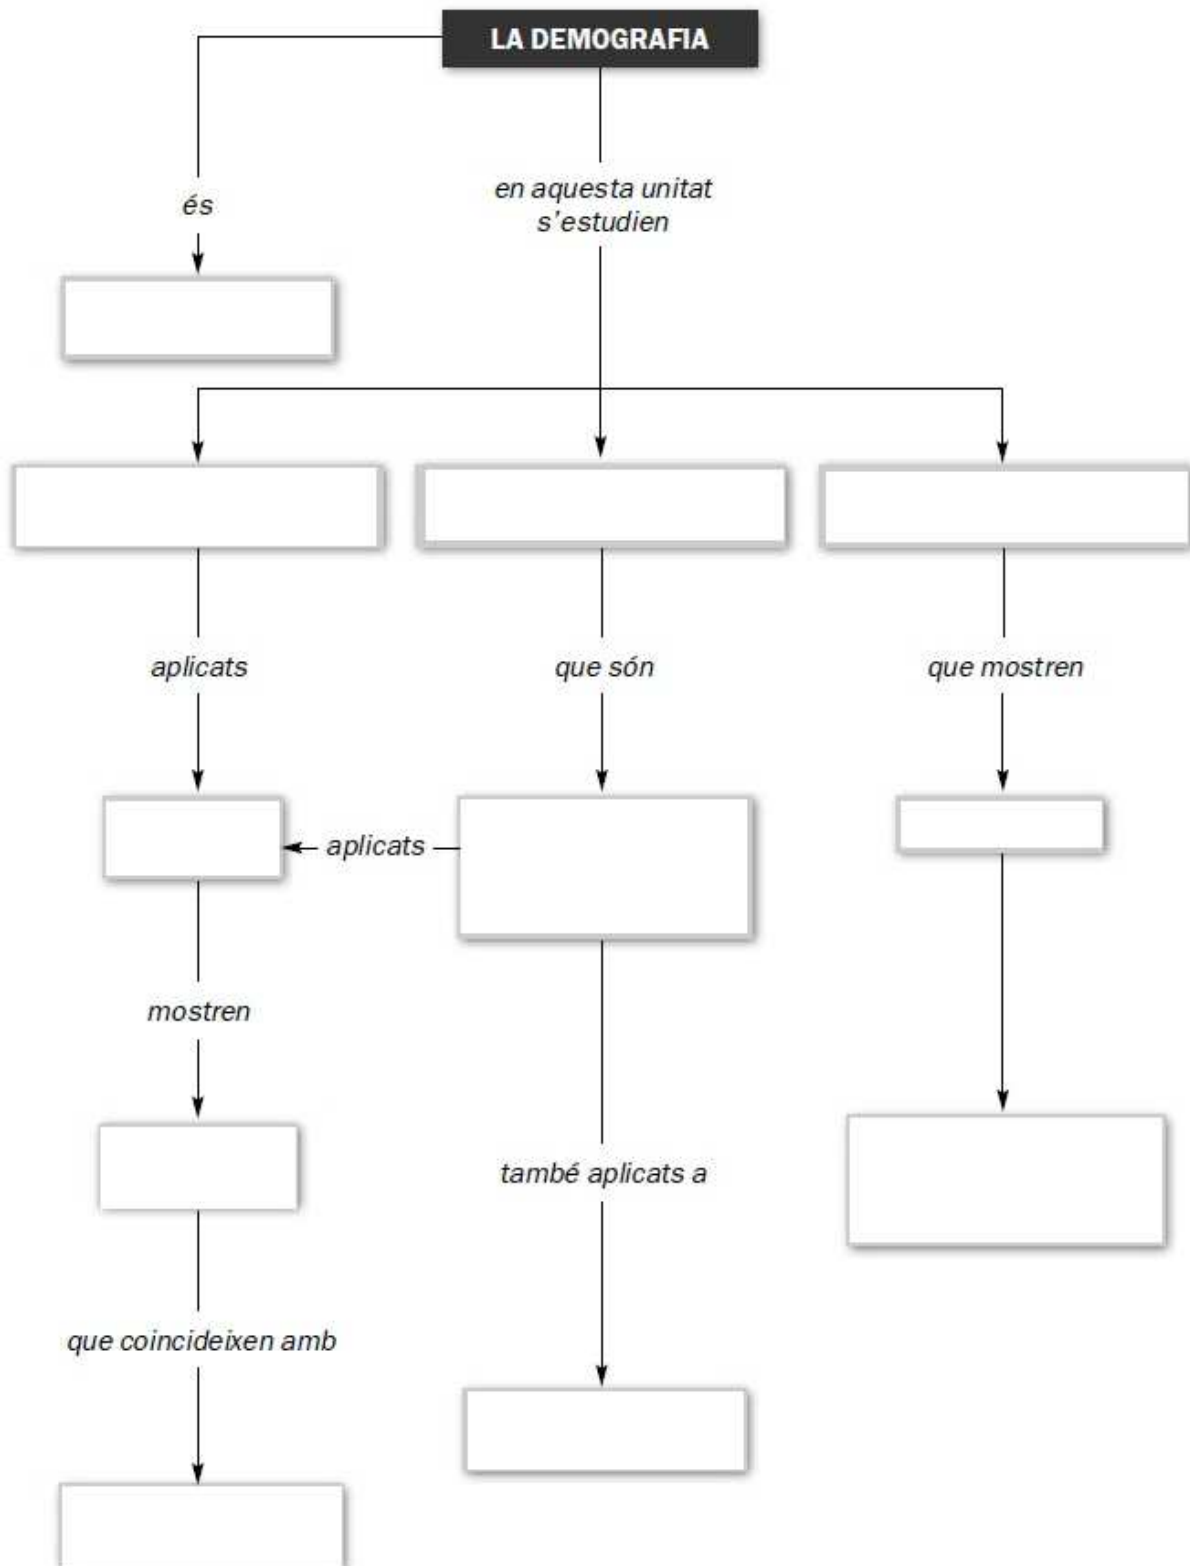 LA DEMOGRAFIA
és
en aquesta unitat
s'estudien
aplicats
que són
que mostren
aplicats
mostren
també aplicats a
que coincideixen amb